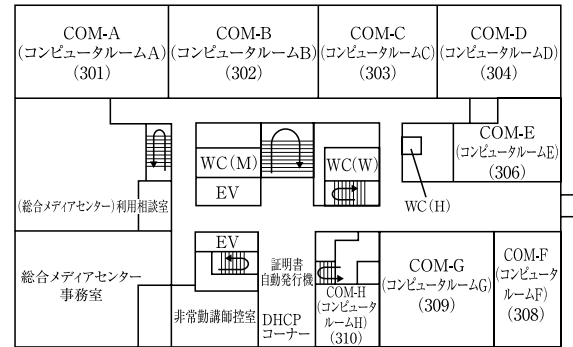 COM-A
(コンピュータルームA)
(301)
COM-B
(コンピュータルームB)
(302)
COM-C
(コンピュータルームC)
(303)
COM-D
(コンピュータルームD)
(304)
COM-E
(コンピュータルームE)
(306)
WC(M)
EV
WC(W)
WC(H)
(総合メディアセンター)利用相談室
総合メディアセンター
事務室
EV
非常勤講師控室
証明書
自動発行機
DHCP
コーナー
COM-H
(コンピュータ
ルームH)
(310)
COM-G
(コンピュータルームG)
(309)
COM-F
(コンピュータ
ルームF)
(308)